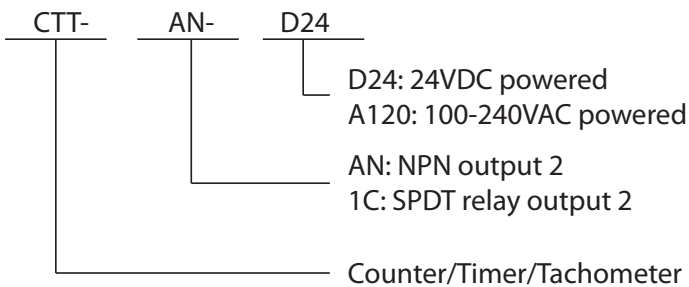 CTT- AN- D24
D24: 24VDC powered
A120: 100-240VAC powered
AN: NPN output 2
1C: SPDT relay output 2
Counter/Timer/Tachometer